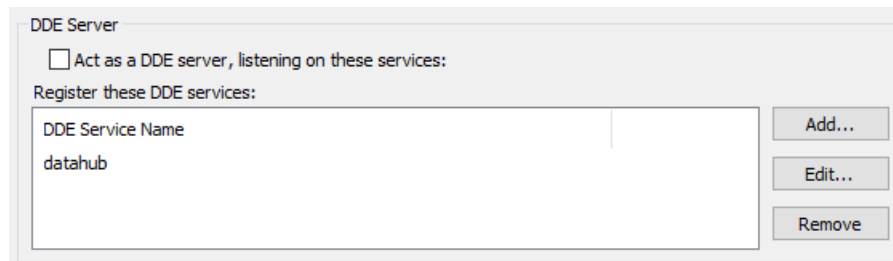 DDE Server
Act as a DDE server, listening on these services:
Register these DDE services:
DDE Service Name
datahub
Add...
Edit...
Remove